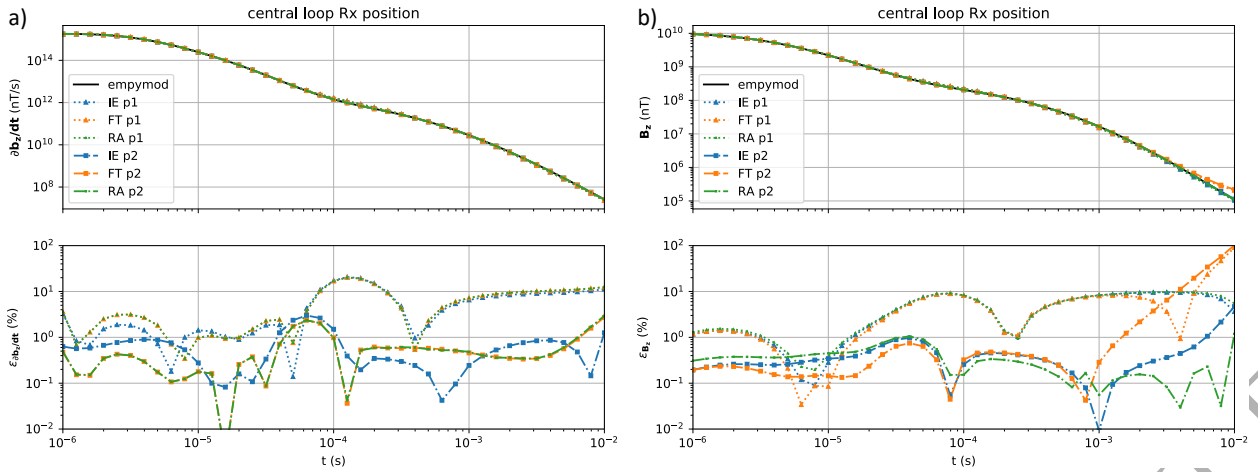 a)
central loop Rx position
∂b_z/dt (nT/s)
10^14
10^12
10^10
10^8
empymod
IE p1
FT p1
RA p1
IE p2
FT p2
RA p2
ε_∂b_z/dt (%)
10^2
10^1
10^0
10^-1
10^-2
10^-6
10^-5
10^-4
10^-3
10^-2
t (s)
b)
central loop Rx position
B_z (nT)
10^10
10^9
10^8
10^7
10^6
10^5
empymod
IE p1
FT p1
RA p1
IE p2
FT p2
RA p2
ε_B_z (%)
10^2
10^1
10^0
10^-1
10^-2
10^-6
10^-5
10^-4
10^-3
10^-2
t (s)